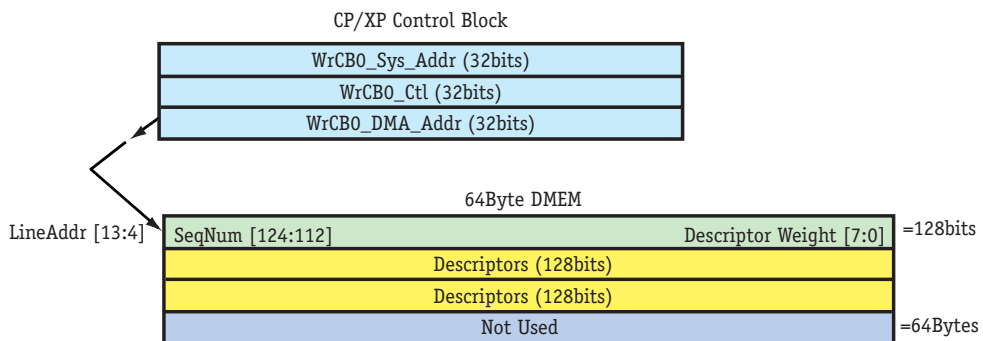 CP/XP Control Block
WrCB0_Sys_Addr (32bits)
WrCB0_Ctl (32bits)
WrCB0_DMA_Addr (32bits)
64Byte DMEM
LineAddr [13:4]
SeqNum [124:112]
Descriptor Weight [7:0]
=128bits
Descriptors (128bits)
Descriptors (128bits)
Not Used
=64Bytes